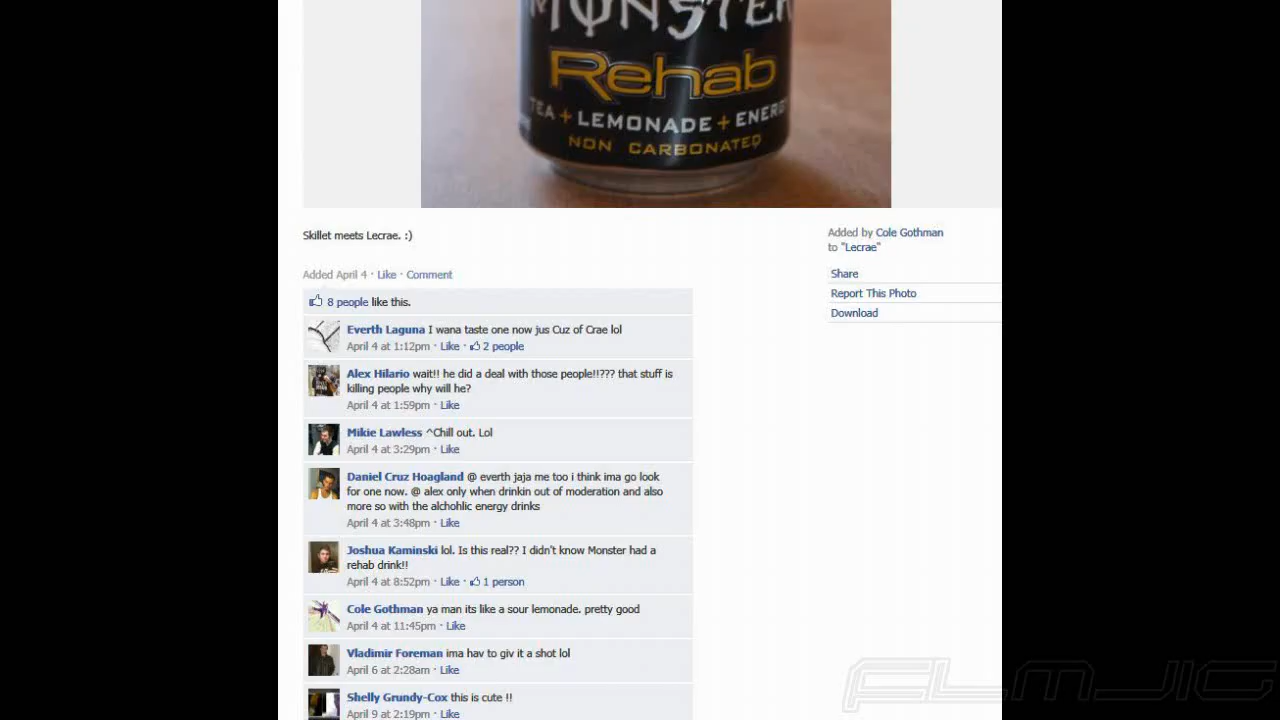 MONSTER
Rehab
TEA + LEMONADE + ENERGY
NON CARBONATED
Skillet meets Lecrae. :)
Added by Cole Gothman
to "Lecrae"
Added April 4 · Like · Comment
Share
Report This Photo
Download
8 people like this.
Everth Laguna I wana taste one now jus Cuz of Crae lol
April 4 at 1:12pm · Like · 2 people
Alex Hilario wait!! he did a deal with those people!!??? that stuff is
killing people why will he?
April 4 at 1:59pm · Like
Mikie Lawless ^Chill out. Lol
April 4 at 3:29pm · Like
Daniel Cruz Hoagland @ everth jaja me too i think ima go look
for one now. @ alex only when drinkin out of moderation and also
more so with the alchohlic energy drinks
April 4 at 3:48pm · Like
Joshua Kaminski lol. Is this real?? I didn't know Monster had a
rehab drink!!
April 4 at 8:52pm · Like · 1 person
Cole Gothman ya man its like a sour lemonade. pretty good
April 4 at 11:45pm · Like
Vladimir Foreman ima hav to giv it a shot lol
April 6 at 2:28am · Like
Shelly Grundy-Cox this is cute !!
April 9 at 2:19pm · Like
FLMJIG